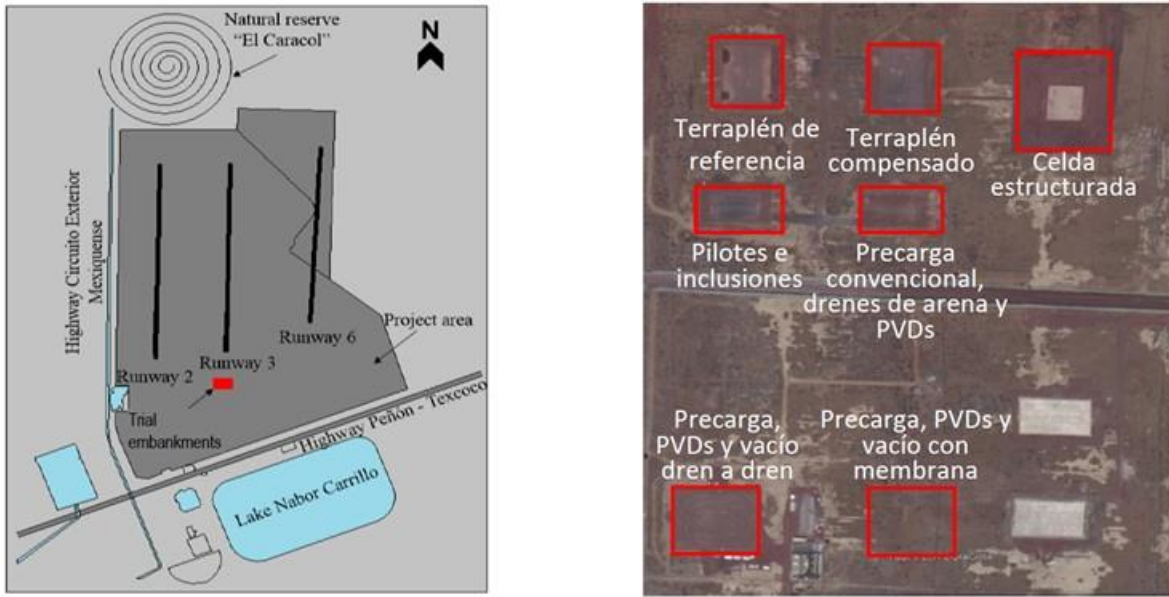 Natural reserve
“El Caracol”
N
Highway Circuito Exterior
Mexiquense
Runway 6
Project area
Runway 3
Runway 2
Trial
embankments
Highway Peñón - Texcoco
Lake Nabor Carrillo
Terraplén de
referencia
Terraplén
compensado
Celda
estructurada
Pilotes e
inclusiones
Precarga
convencional,
drenes de arena y
PVDs
Precarga,
PVDs y vacío
dren a dren
Precarga, PVDs y
vacío con
membrana